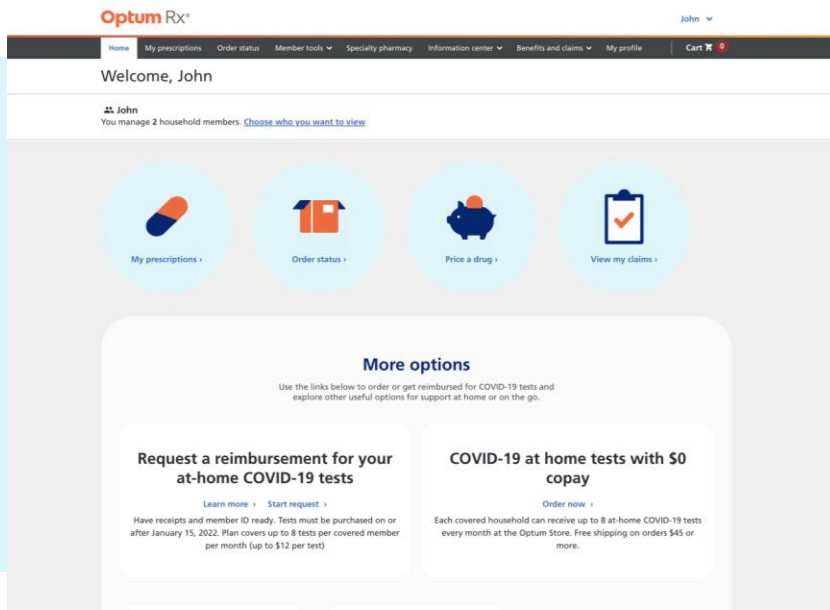 Optum Rx®
John
Home My prescriptions Order status Member tools Specialty pharmacy Information center Benefits and claims My profile Cart 0
Welcome, John
John
You manage 2 household members. Choose who you want to view
My prescriptions › Order status › Price a drug › View my claims ›
More options
Use the links below to order or get reimbursed for COVID-19 tests and
explore other useful options for support at home or on the go.
Request a reimbursement for your
at-home COVID-19 tests
Learn more › Start request ›
Have receipts and member ID ready. Tests must be purchased on or
after January 15, 2022. Plan covers up to 8 tests per covered member
per month (up to $12 per test)
COVID-19 at home tests with $0
copay
Order now ›
Each covered household can receive up to 8 at-home COVID-19 tests
every month at the Optum Store. Free shipping on orders $45 or
more.